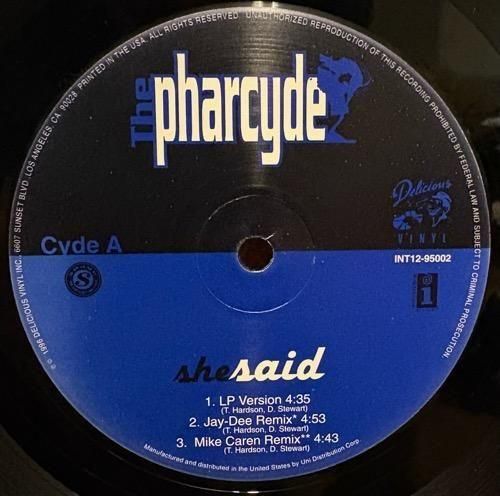 The pharcyde
Delicious
VINYL
INT12-95002
Cyde A
she said
1. LP Version 4:35
(T. Hardson, D. Stewart)
2. Jay-Dee Remix* 4:53
(T. Hardson, D. Stewart)
3. Mike Caren Remix** 4:43
(T. Hardson, D. Stewart)
Manufactured and distributed in the United States by Uni Distribution Corp.
℗ © 1996 DELICIOUS VINYL INC., 6607 SUNSET BLVD. LOS ANGELES, CA 90028 PRINTED IN THE USA. ALL RIGHTS RESERVED. UNAUTHORIZED REPRODUCTION OF THIS RECORDING PROHIBITED BY FEDERAL LAW AND SUBJECT TO CRIMINAL PROSECUTION.